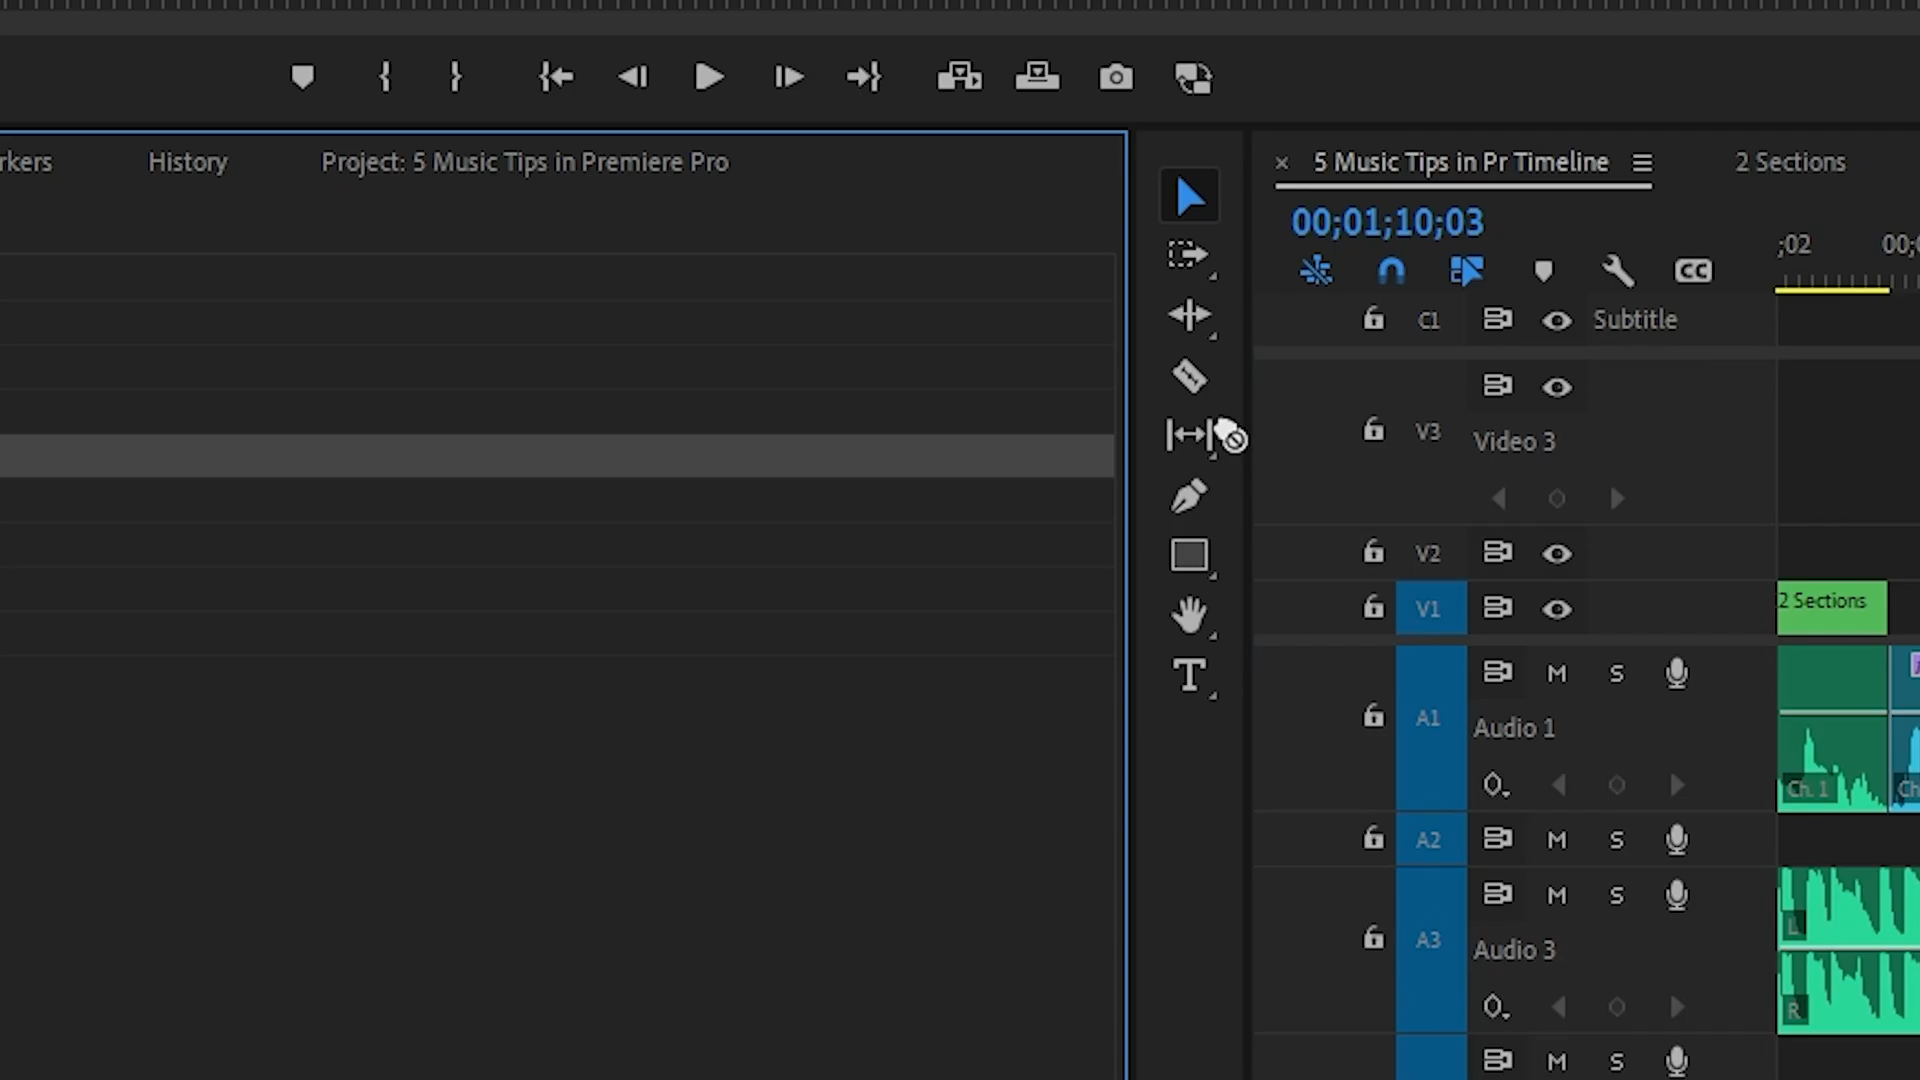 rkers
History
Project: 5 Music Tips in Premiere Pro
5 Music Tips in Pr Timeline
2 Sections
00;01;10;03
;02
00;
CC
C1
Subtitle
V3
Video 3
V2
V1
2 Sections
A1
M
S
Audio 1
Ch. 1
Ch
A2
M
S
A3
M
S
Audio 3
L
R
M
S